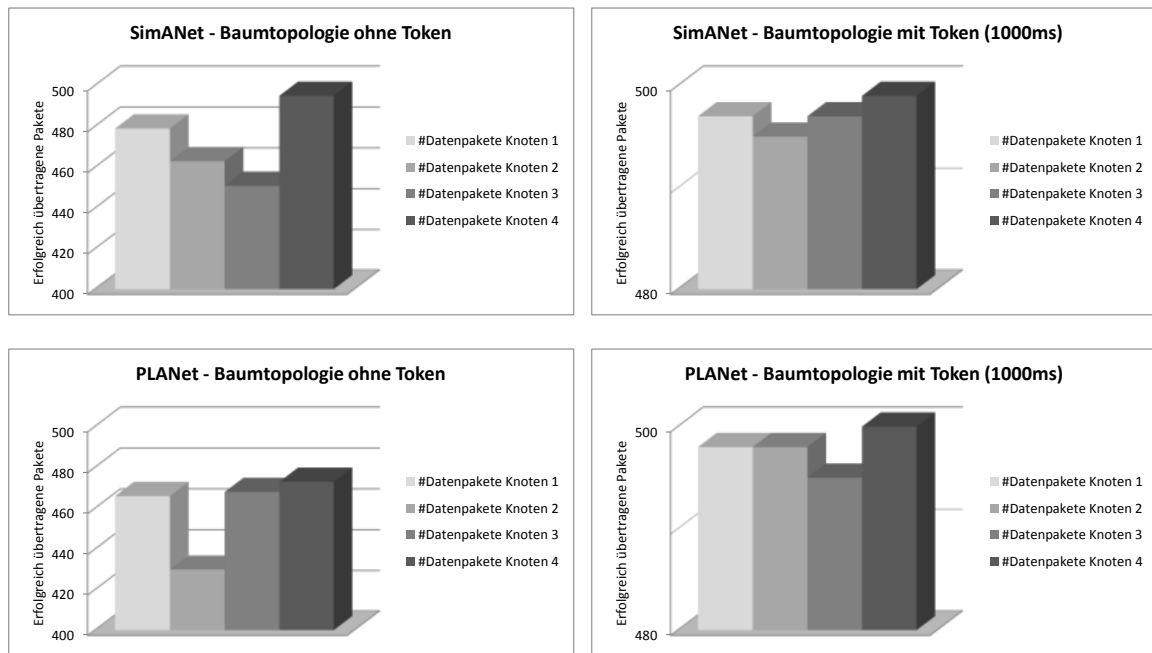 SimANet - Baumtopologie ohne Token
Erfolgreich übertragene Pakete
500
480
460
440
420
400
#Datenpakete Knoten 1
#Datenpakete Knoten 2
#Datenpakete Knoten 3
#Datenpakete Knoten 4
SimANet - Baumtopologie mit Token (1000ms)
Erfolgreich übertragene Pakete
500
480
#Datenpakete Knoten 1
#Datenpakete Knoten 2
#Datenpakete Knoten 3
#Datenpakete Knoten 4
PLANet - Baumtopologie ohne Token
Erfolgreich übertragene Pakete
500
480
460
440
420
400
#Datenpakete Knoten 1
#Datenpakete Knoten 2
#Datenpakete Knoten 3
#Datenpakete Knoten 4
PLANet - Baumtopologie mit Token (1000ms)
Erfolgreich übertragene Pakete
500
480
#Datenpakete Knoten 1
#Datenpakete Knoten 2
#Datenpakete Knoten 3
#Datenpakete Knoten 4